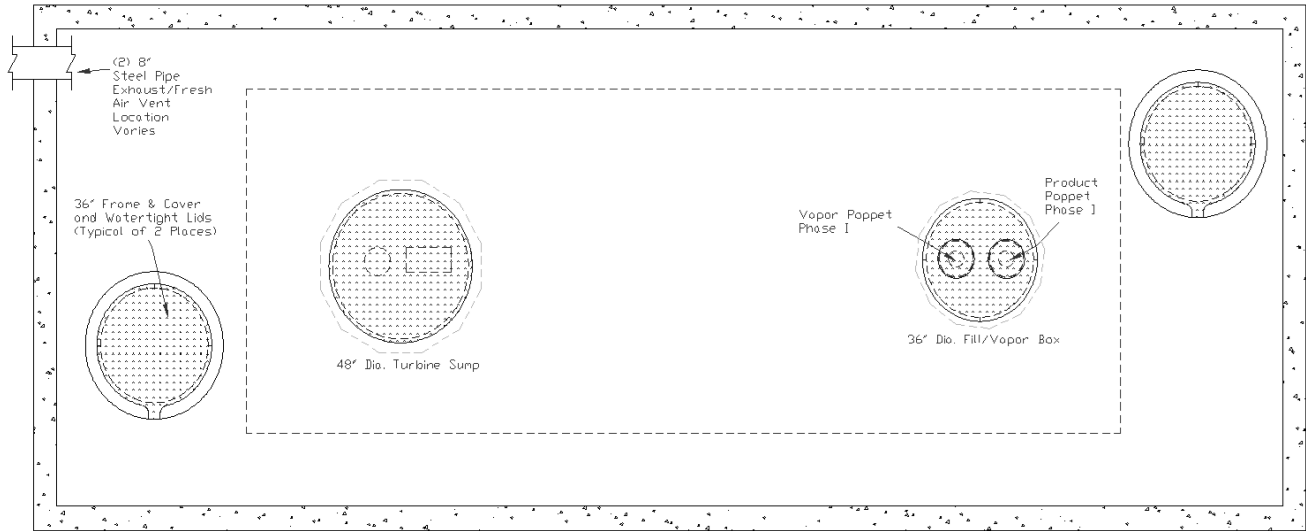 (2) 8"
Steel Pipe
Exhaust/Fresh
Air Vent
Location
Varies
36" Frame & Cover
and Watertight Lids
(Typical of 2 Places)
48" Dia. Turbine Sump
Vapor Poppet
Phase I
Product
Poppet
Phase I
36" Dia. Fill/Vapor Box